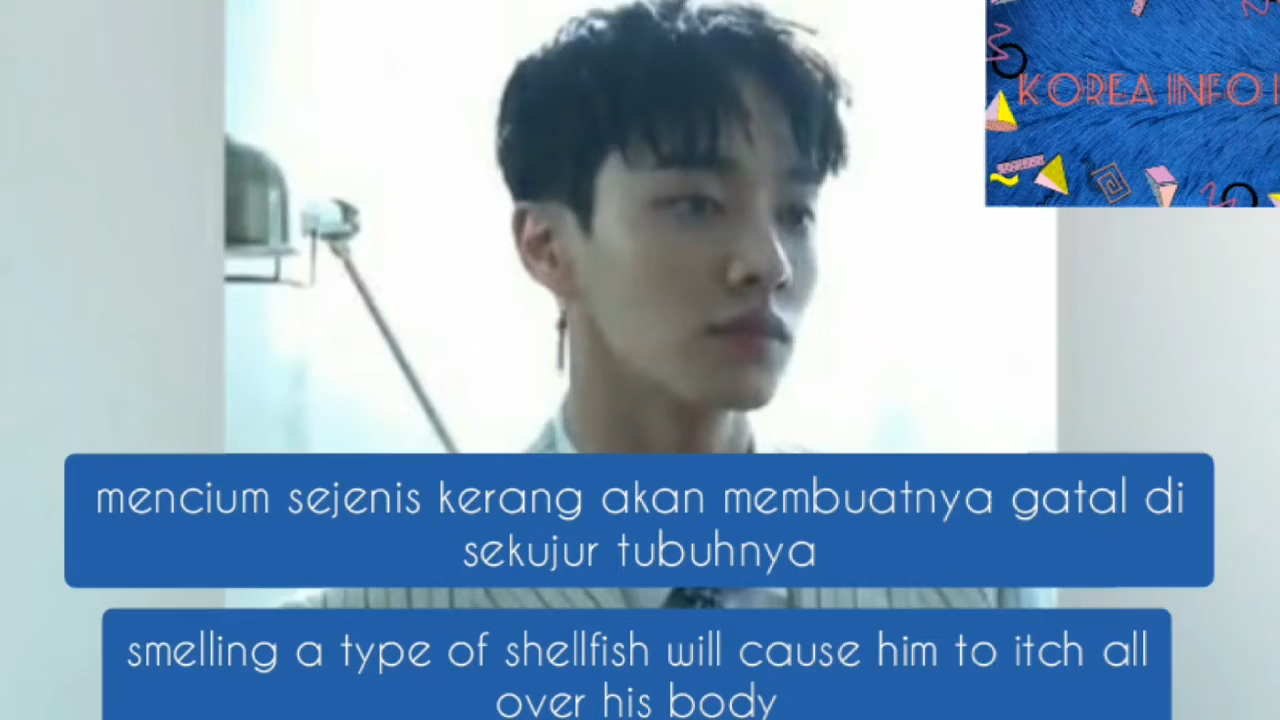 KOREA INFO
mencium sejenis kerang akan membuatnya gatal di
sekujur tubuhnya
smelling a type of shellfish will cause him to itch all
over his body